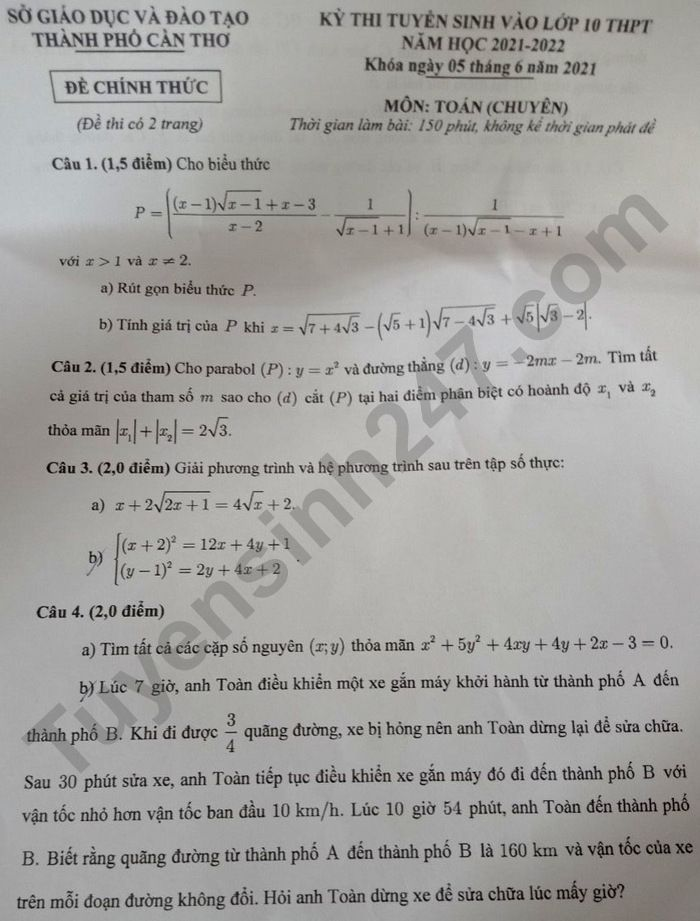 SỞ GIÁO DỤC VÀ ĐÀO TẠO
THÀNH PHỐ CẦN THƠ
ĐỀ CHÍNH THỨC
(Đề thi có 2 trang)
KỲ THI TUYỂN SINH VÀO LỚP 10 THPT
NĂM HỌC 2021-2022
Khóa ngày 05 tháng 6 năm 2021
MÔN: TOÁN (CHUYÊN)
Thời gian làm bài: 150 phút, không kể thời gian phát đề
Câu 1. (1,5 điểm) Cho biểu thức
P = ( ((x − 1)√(x − 1) + x − 3)/(x − 2) − 1/(√(x − 1) + 1) ) : 1/((x − 1)√(x − 1) − x + 1)
với x > 1 và x ≠ 2.
a) Rút gọn biểu thức P.
b) Tính giá trị của P khi x = √(7 + 4√3) − (√5 + 1)√(7 − 4√3) + √5|√3 − 2|.
Câu 2. (1,5 điểm) Cho parabol (P) : y = x² và đường thẳng (d) : y = −2mx − 2m. Tìm tất
cả giá trị của tham số m sao cho (d) cắt (P) tại hai điểm phân biệt có hoành độ x₁ và x₂
thỏa mãn |x₁| + |x₂| = 2√3.
Câu 3. (2,0 điểm) Giải phương trình và hệ phương trình sau trên tập số thực:
a) x + 2√(2x + 1) = 4√x + 2.
b) { (x + 2)² = 12x + 4y + 1
(y − 1)² = 2y + 4x + 2 .
Câu 4. (2,0 điểm)
a) Tìm tất cả các cặp số nguyên (x; y) thỏa mãn x² + 5y² + 4xy + 4y + 2x − 3 = 0.
b) Lúc 7 giờ, anh Toàn điều khiển một xe gắn máy khởi hành từ thành phố A đến
thành phố B. Khi đi được 3/4 quãng đường, xe bị hỏng nên anh Toàn dừng lại để sửa chữa.
Sau 30 phút sửa xe, anh Toàn tiếp tục điều khiển xe gắn máy đó đi đến thành phố B với
vận tốc nhỏ hơn vận tốc ban đầu 10 km/h. Lúc 10 giờ 54 phút, anh Toàn đến thành phố
B. Biết rằng quãng đường từ thành phố A đến thành phố B là 160 km và vận tốc của xe
trên mỗi đoạn đường không đổi. Hỏi anh Toàn dừng xe để sửa chữa lúc mấy giờ?
Tuyensinh247.com